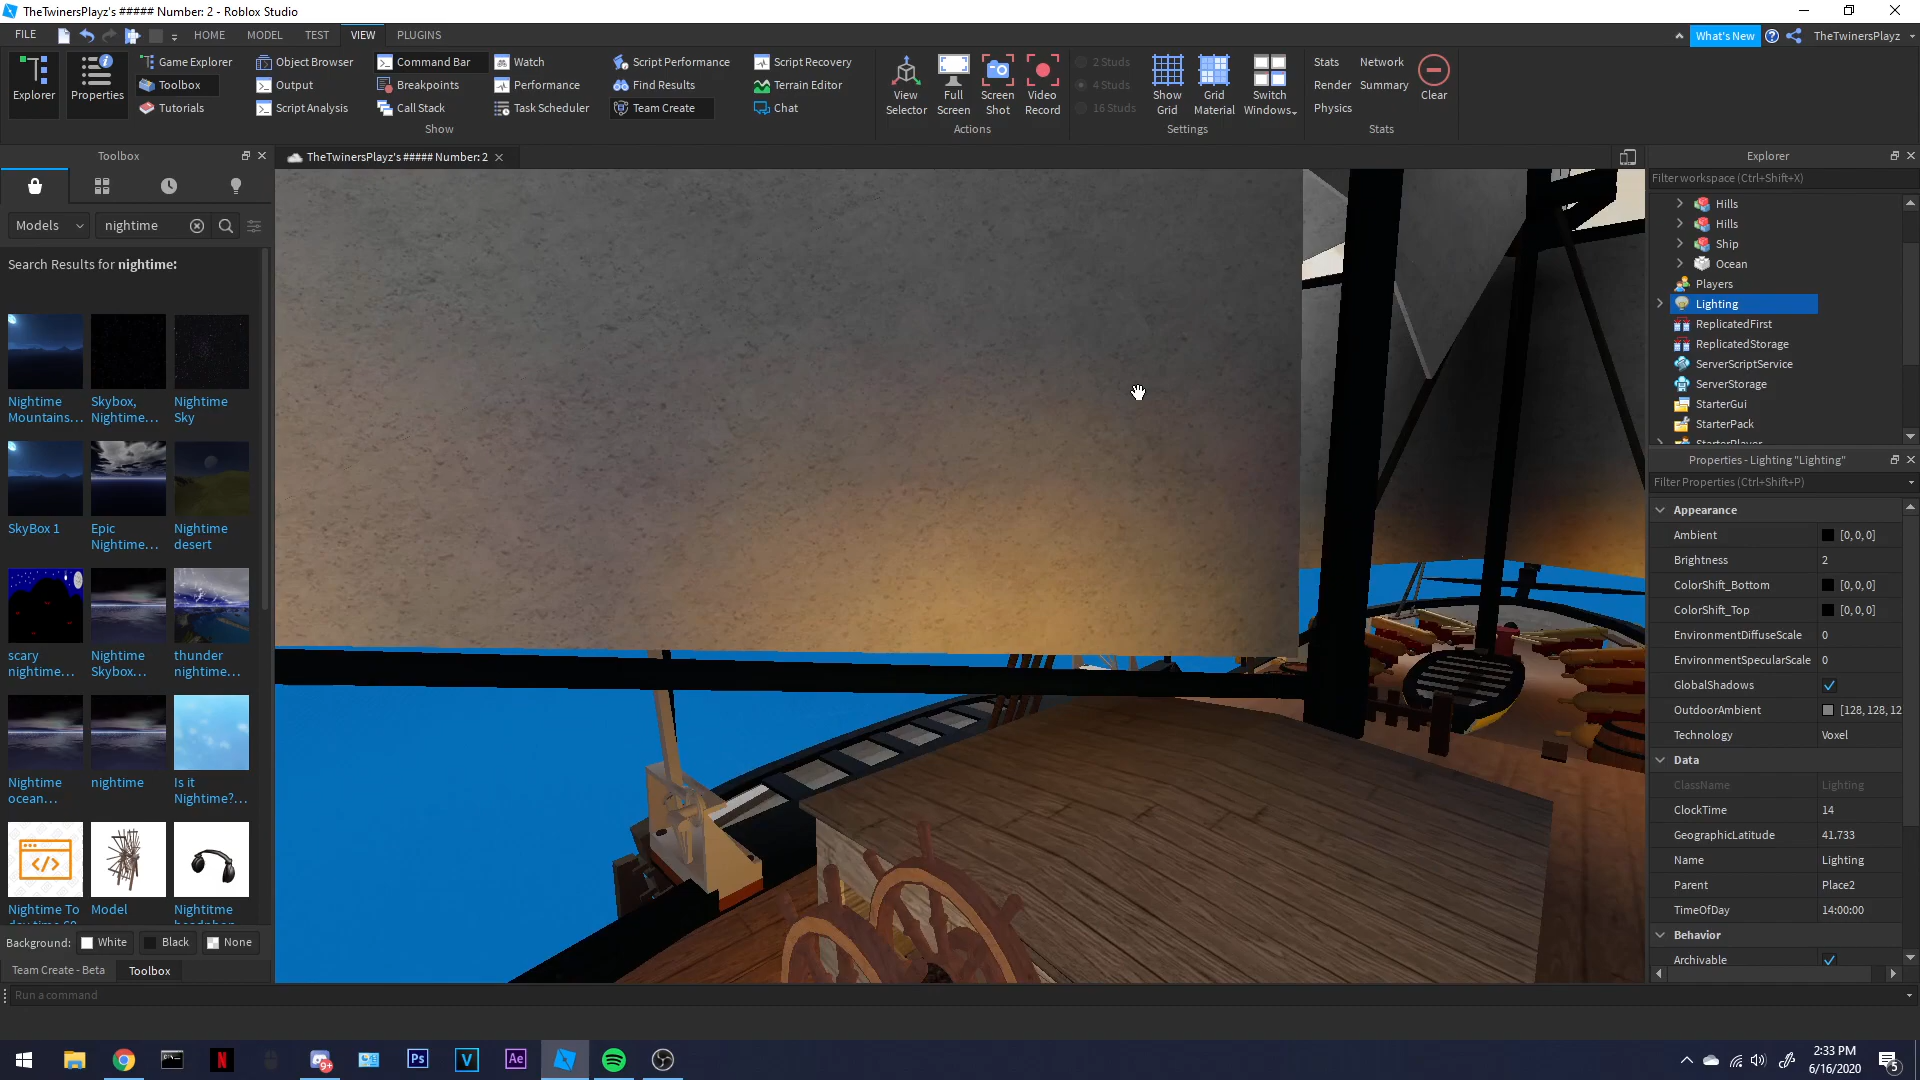 TheTwinersPlayz's ##### Number: 2 - Roblox Studio
FILE HOME MODEL TEST VIEW PLUGINS What's New TheTwinersPlayz
Explorer
Properties
Game Explorer
Toolbox
Tutorials
Object Browser
Output
Script Analysis
Command Bar
Breakpoints
Call Stack
Watch
Performance
Task Scheduler
Script Performance
Find Results
Team Create
Script Recovery
Terrain Editor
Chat
Show
View
Selector
Full
Screen
Screen
Shot
Video
Record
Actions
2 Studs
4 Studs
16 Studs
Show
Grid
Grid
Material
Switch
Windows
Settings
Stats Network
Render Summary
Physics
Clear
Stats
Toolbox
Models nightime
Search Results for nightime:
Nightime
Mountains...
Skybox,
Nightime...
Nightime
Sky
SkyBox 1
Epic
Nightime...
Nightime
desert
scary
nightime...
Nightime
Skybox...
thunder
nightime...
Nightime
ocean...
nightime
Is it
Nightime?...
Nightime To
Model
Nightitme
Background: White Black None
Team Create - Beta Toolbox
TheTwinersPlayz's ##### Number: 2
Explorer
Filter workspace (Ctrl+Shift+X)
Hills
Hills
Ship
Ocean
Players
Lighting
ReplicatedFirst
ReplicatedStorage
ServerScriptService
ServerStorage
StarterGui
StarterPack
StarterPlayer
Properties - Lighting "Lighting"
Filter Properties (Ctrl+Shift+P)
Appearance
Ambient [0, 0, 0]
Brightness 2
ColorShift_Bottom [0, 0, 0]
ColorShift_Top [0, 0, 0]
EnvironmentDiffuseScale 0
EnvironmentSpecularScale 0
GlobalShadows
OutdoorAmbient [128, 128, 12
Technology Voxel
Data
ClassName Lighting
ClockTime 14
GeographicLatitude 41.733
Name Lighting
Parent Place2
TimeOfDay 14:00:00
Behavior
Archivable
Run a command
9+ Ps V Ae
2:33 PM
6/16/2020
5